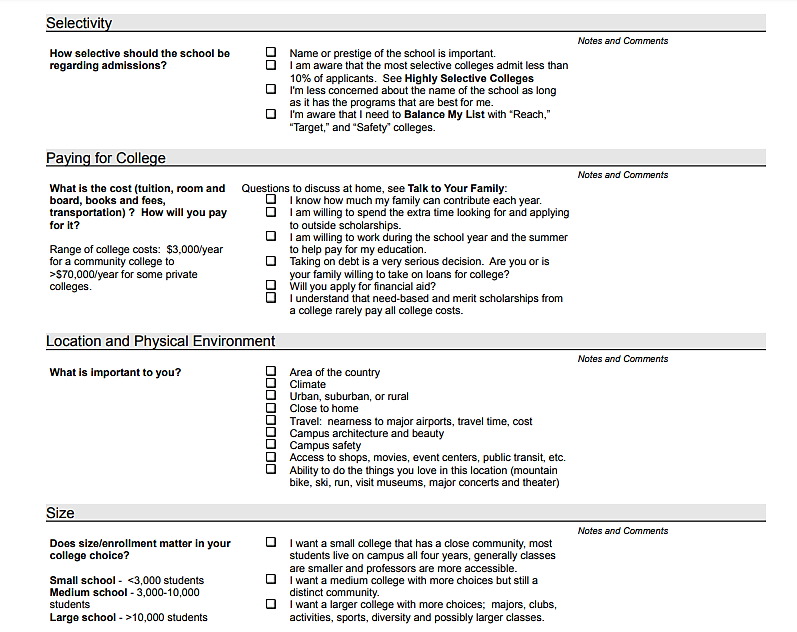 Selectivity
Notes and Comments
How selective should the school be
regarding admissions?
Name or prestige of the school is important.
I am aware that the most selective colleges admit less than
10% of applicants. See Highly Selective Colleges
I'm less concerned about the name of the school as long
as it has the programs that are best for me.
I'm aware that I need to Balance My List with “Reach,”
“Target,” and “Safety” colleges.
Paying for College
Notes and Comments
What is the cost (tuition, room and
board, books and fees,
transportation) ? How will you pay
for it?
Range of college costs: $3,000/year
for a community college to
>$70,000/year for some private
colleges.
Questions to discuss at home, see Talk to Your Family:
I know how much my family can contribute each year.
I am willing to spend the extra time looking for and applying
to outside scholarships.
I am willing to work during the school year and the summer
to help pay for my education.
Taking on debt is a very serious decision. Are you or is
your family willing to take on loans for college?
Will you apply for financial aid?
I understand that need-based and merit scholarships from
a college rarely pay all college costs.
Location and Physical Environment
Notes and Comments
What is important to you?
Area of the country
Climate
Urban, suburban, or rural
Close to home
Travel: nearness to major airports, travel time, cost
Campus architecture and beauty
Campus safety
Access to shops, movies, event centers, public transit, etc.
Ability to do the things you love in this location (mountain
bike, ski, run, visit museums, major concerts and theater)
Size
Notes and Comments
Does size/enrollment matter in your
college choice?
Small school - <3,000 students
Medium school - 3,000-10,000
students
Large school - >10,000 students
I want a small college that has a close community, most
students live on campus all four years, generally classes
are smaller and professors are more accessible.
I want a medium college with more choices but still a
distinct community.
I want a larger college with more choices; majors, clubs,
activities, sports, diversity and possibly larger classes.